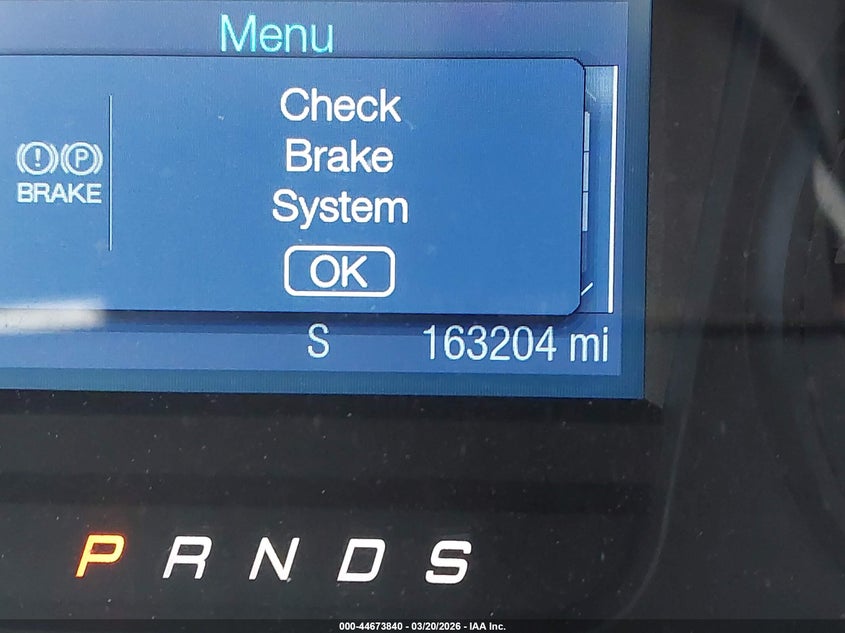 Menu
Check
Brake
System
OK
(!) (P)
BRAKE
S 163204 mi
P R N D S
000-44673840 - 03/20/2026 - IAA Inc.